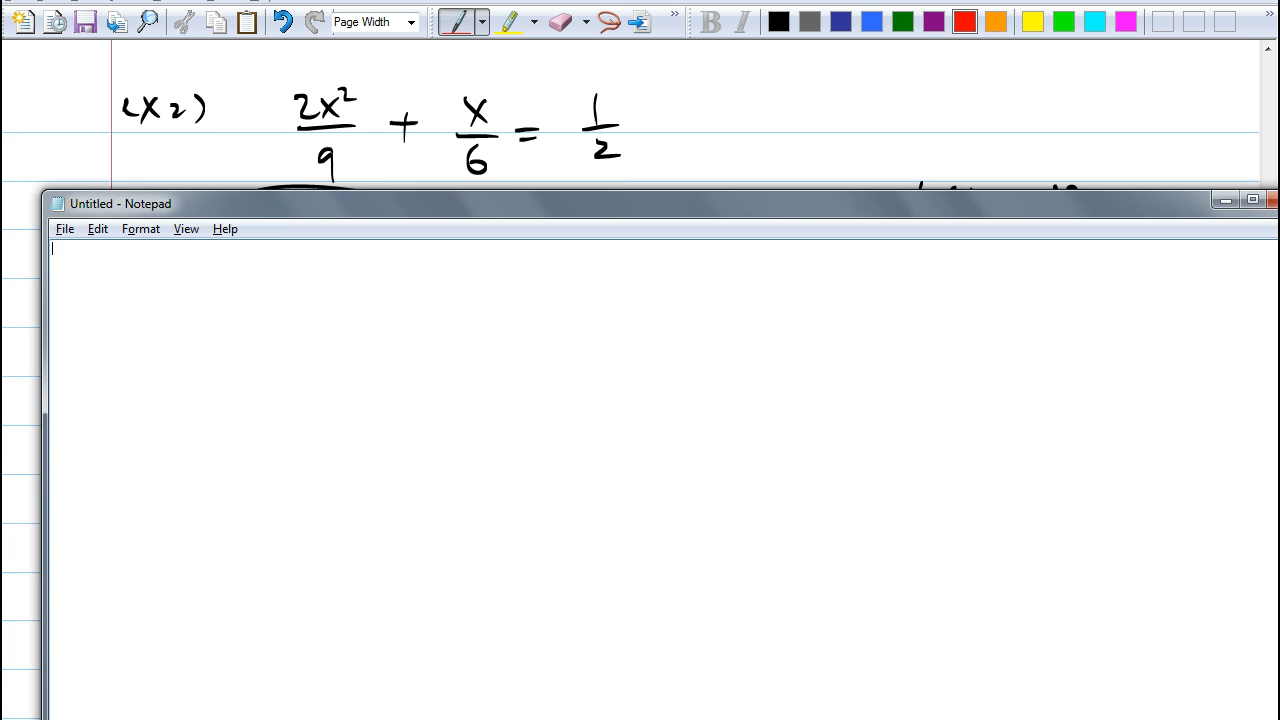 Page Width
B I
(x 2) 2x²/9 + x/6 = 1/2
Untitled - Notepad
File Edit Format View Help